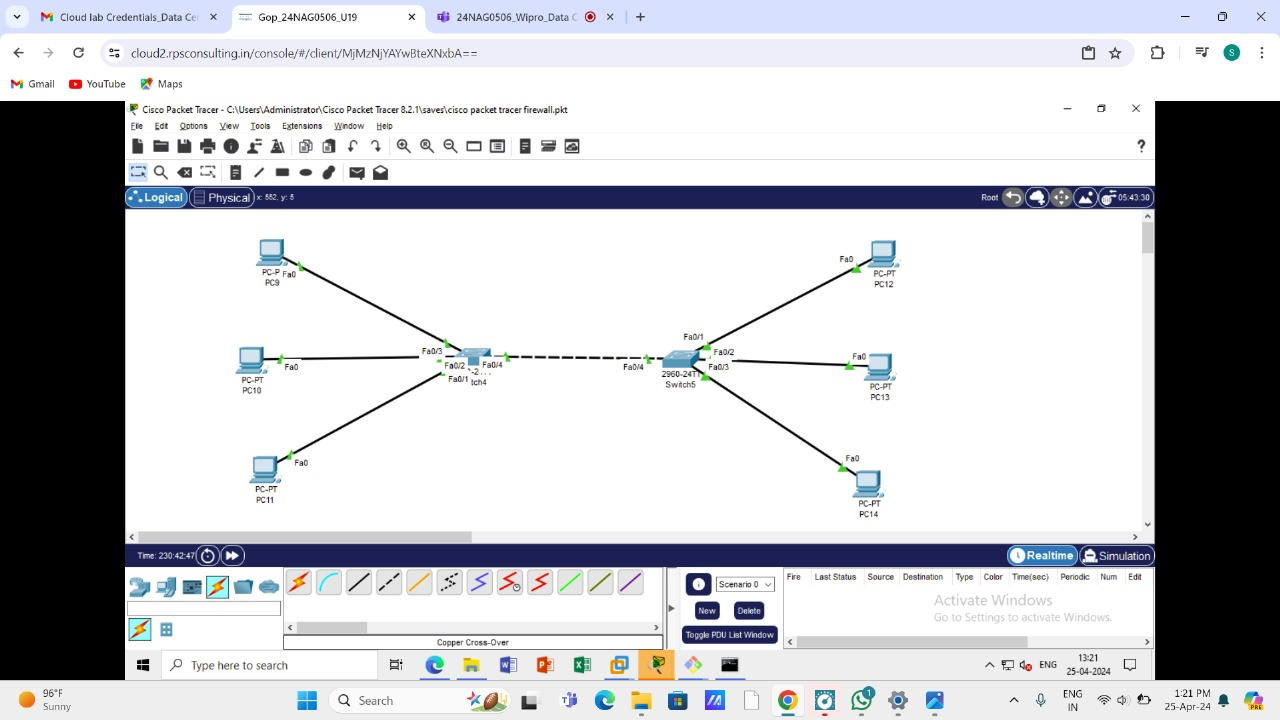 Cloud lab Credentials_Data Ce
Gop_24NAG0506_U19
24NAG0506_Wipro_Data C
cloud2.rpsconsulting.in/console/#/client/MjMzNjYAYwBteXNxbA==
S
Gmail
YouTube
Maps
Cisco Packet Tracer - C:\Users\Administrator\Cisco Packet Tracer 8.2.1\saves\cisco packet tracer firewall.pkt
File Edit Options View Tools Extensions Window Help
?
Logical
Physical
x: 552, y: 5
Root
05:43:30
PC-P
Fa0
PC9
Fa0
PC-PT
PC12
Fa0/3
Fa0/1
Fa0
PC-PT
PC10
Fa0/2
Fa0/4
tch4
Fa0/1
Fa0/4
2960-24TT
Switch5
Fa0/2
Fa0/3
Fa0
PC-PT
PC13
Fa0
PC-PT
PC11
Fa0
PC-PT
PC14
Time: 230:42:47
Realtime
Simulation
Copper Cross-Over
Scenario 0
New
Delete
Toggle PDU List Window
Fire Last Status Source Destination Type Color Time(sec) Periodic Num Edit
Activate Windows
Go to Settings to activate Windows.
Type here to search
ENG
13:21
25-04-2024
96°F
Sunny
Search
1
ENG
IN
1:21 PM
25-Apr-24
PRE